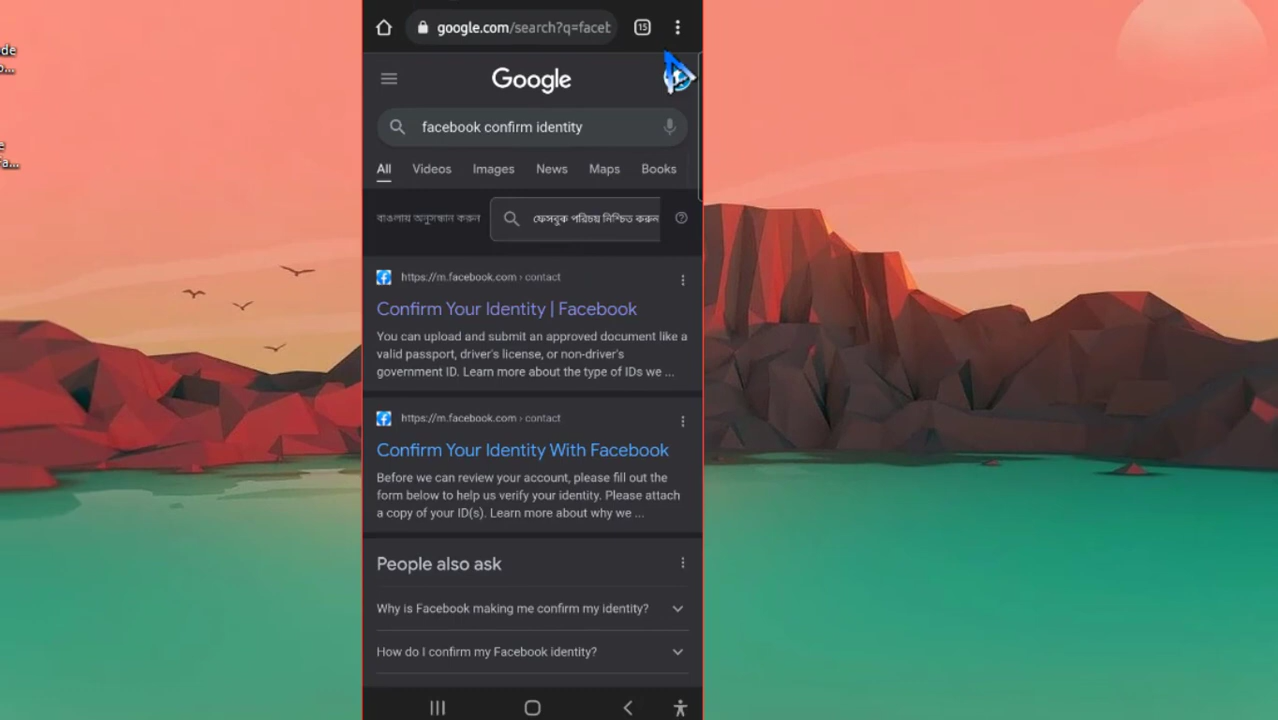 de
o...
e
Fa...
google.com/search?q=facet
15
Google
facebook confirm identity
All Videos Images News Maps Books
বাংলায় অনুসন্ধান করুন ফেসবুক পরিচয় নিশ্চিত করুন
https://m.facebook.com › contact
Confirm Your Identity | Facebook
You can upload and submit an approved document like a
valid passport, driver's license, or non-driver's
government ID. Learn more about the type of IDs we ...
https://m.facebook.com › contact
Confirm Your Identity With Facebook
Before we can review your account, please fill out the
form below to help us verify your identity. Please attach
a copy of your ID(s). Learn more about why we ...
People also ask
Why is Facebook making me confirm my identity?
How do I confirm my Facebook identity?